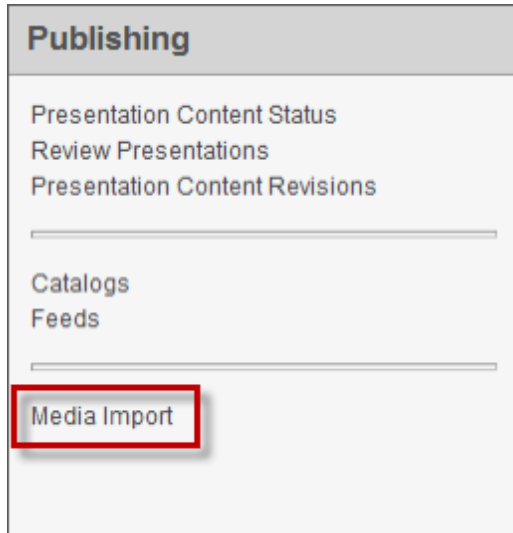 Publishing
Presentation Content Status
Review Presentations
Presentation Content Revisions
Catalogs
Feeds
Media Import